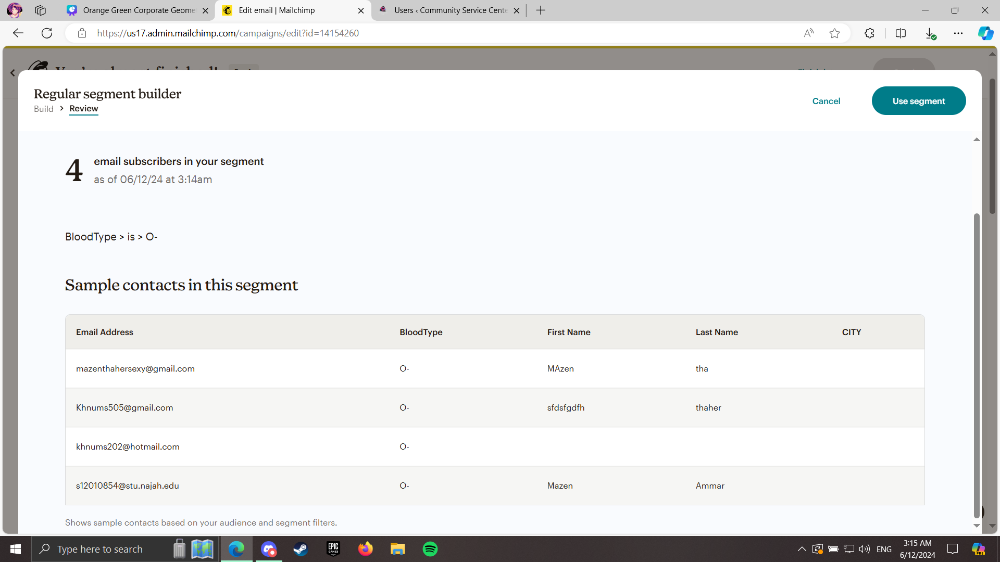 Orange Green Corporate Geome
Edit email | Mailchimp
Users ‹ Community Service Cente
https://us17.admin.mailchimp.com/campaigns/edit?id=14154260
Regular segment builder
Build > Review
Cancel
Use segment
4
email subscribers in your segment
as of 06/12/24 at 3:14am
BloodType > is > O-
Sample contacts in this segment
Email Address BloodType First Name Last Name CITY
mazenthahersexy@gmail.com O- MAzen tha
Khnums505@gmail.com O- sfdsfgdfh thaher
khnums202@hotmail.com O-
s12010854@stu.najah.edu O- Mazen Ammar
Shows sample contacts based on your audience and segment filters.
Type here to search
EPIC GAMES
ENG
3:15 AM
6/12/2024
PRE